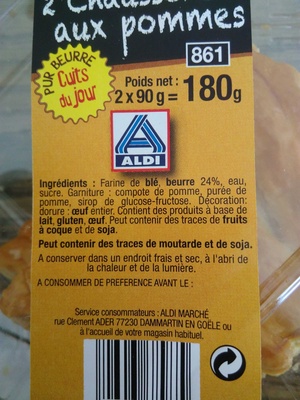 2 Chausso
aux pommes
861
PUR BEURRE
Cuits
du jour
Poids net :
2 x 90 g = 180g
ALDI
Ingrédients : Farine de blé, beurre 24%, eau,
sucre. Garniture : compote de pomme, purée de
pomme, sirop de glucose-fructose. Décoration:
dorure : œuf entier. Contient des produits à base de
lait, gluten, œuf. Peut contenir des traces de fruits
à coque et de soja.
Peut contenir des traces de moutarde et de soja.
A conserver dans un endroit frais et sec, à l'abri de
la chaleur et de la lumière.
A CONSOMMER DE PREFERENCE AVANT LE :
Service consommateurs : ALDI MARCHÉ
rue Clement ADER 77230 DAMMARTIN EN GOËLE ou
à l'accueil de votre magasin habituel.